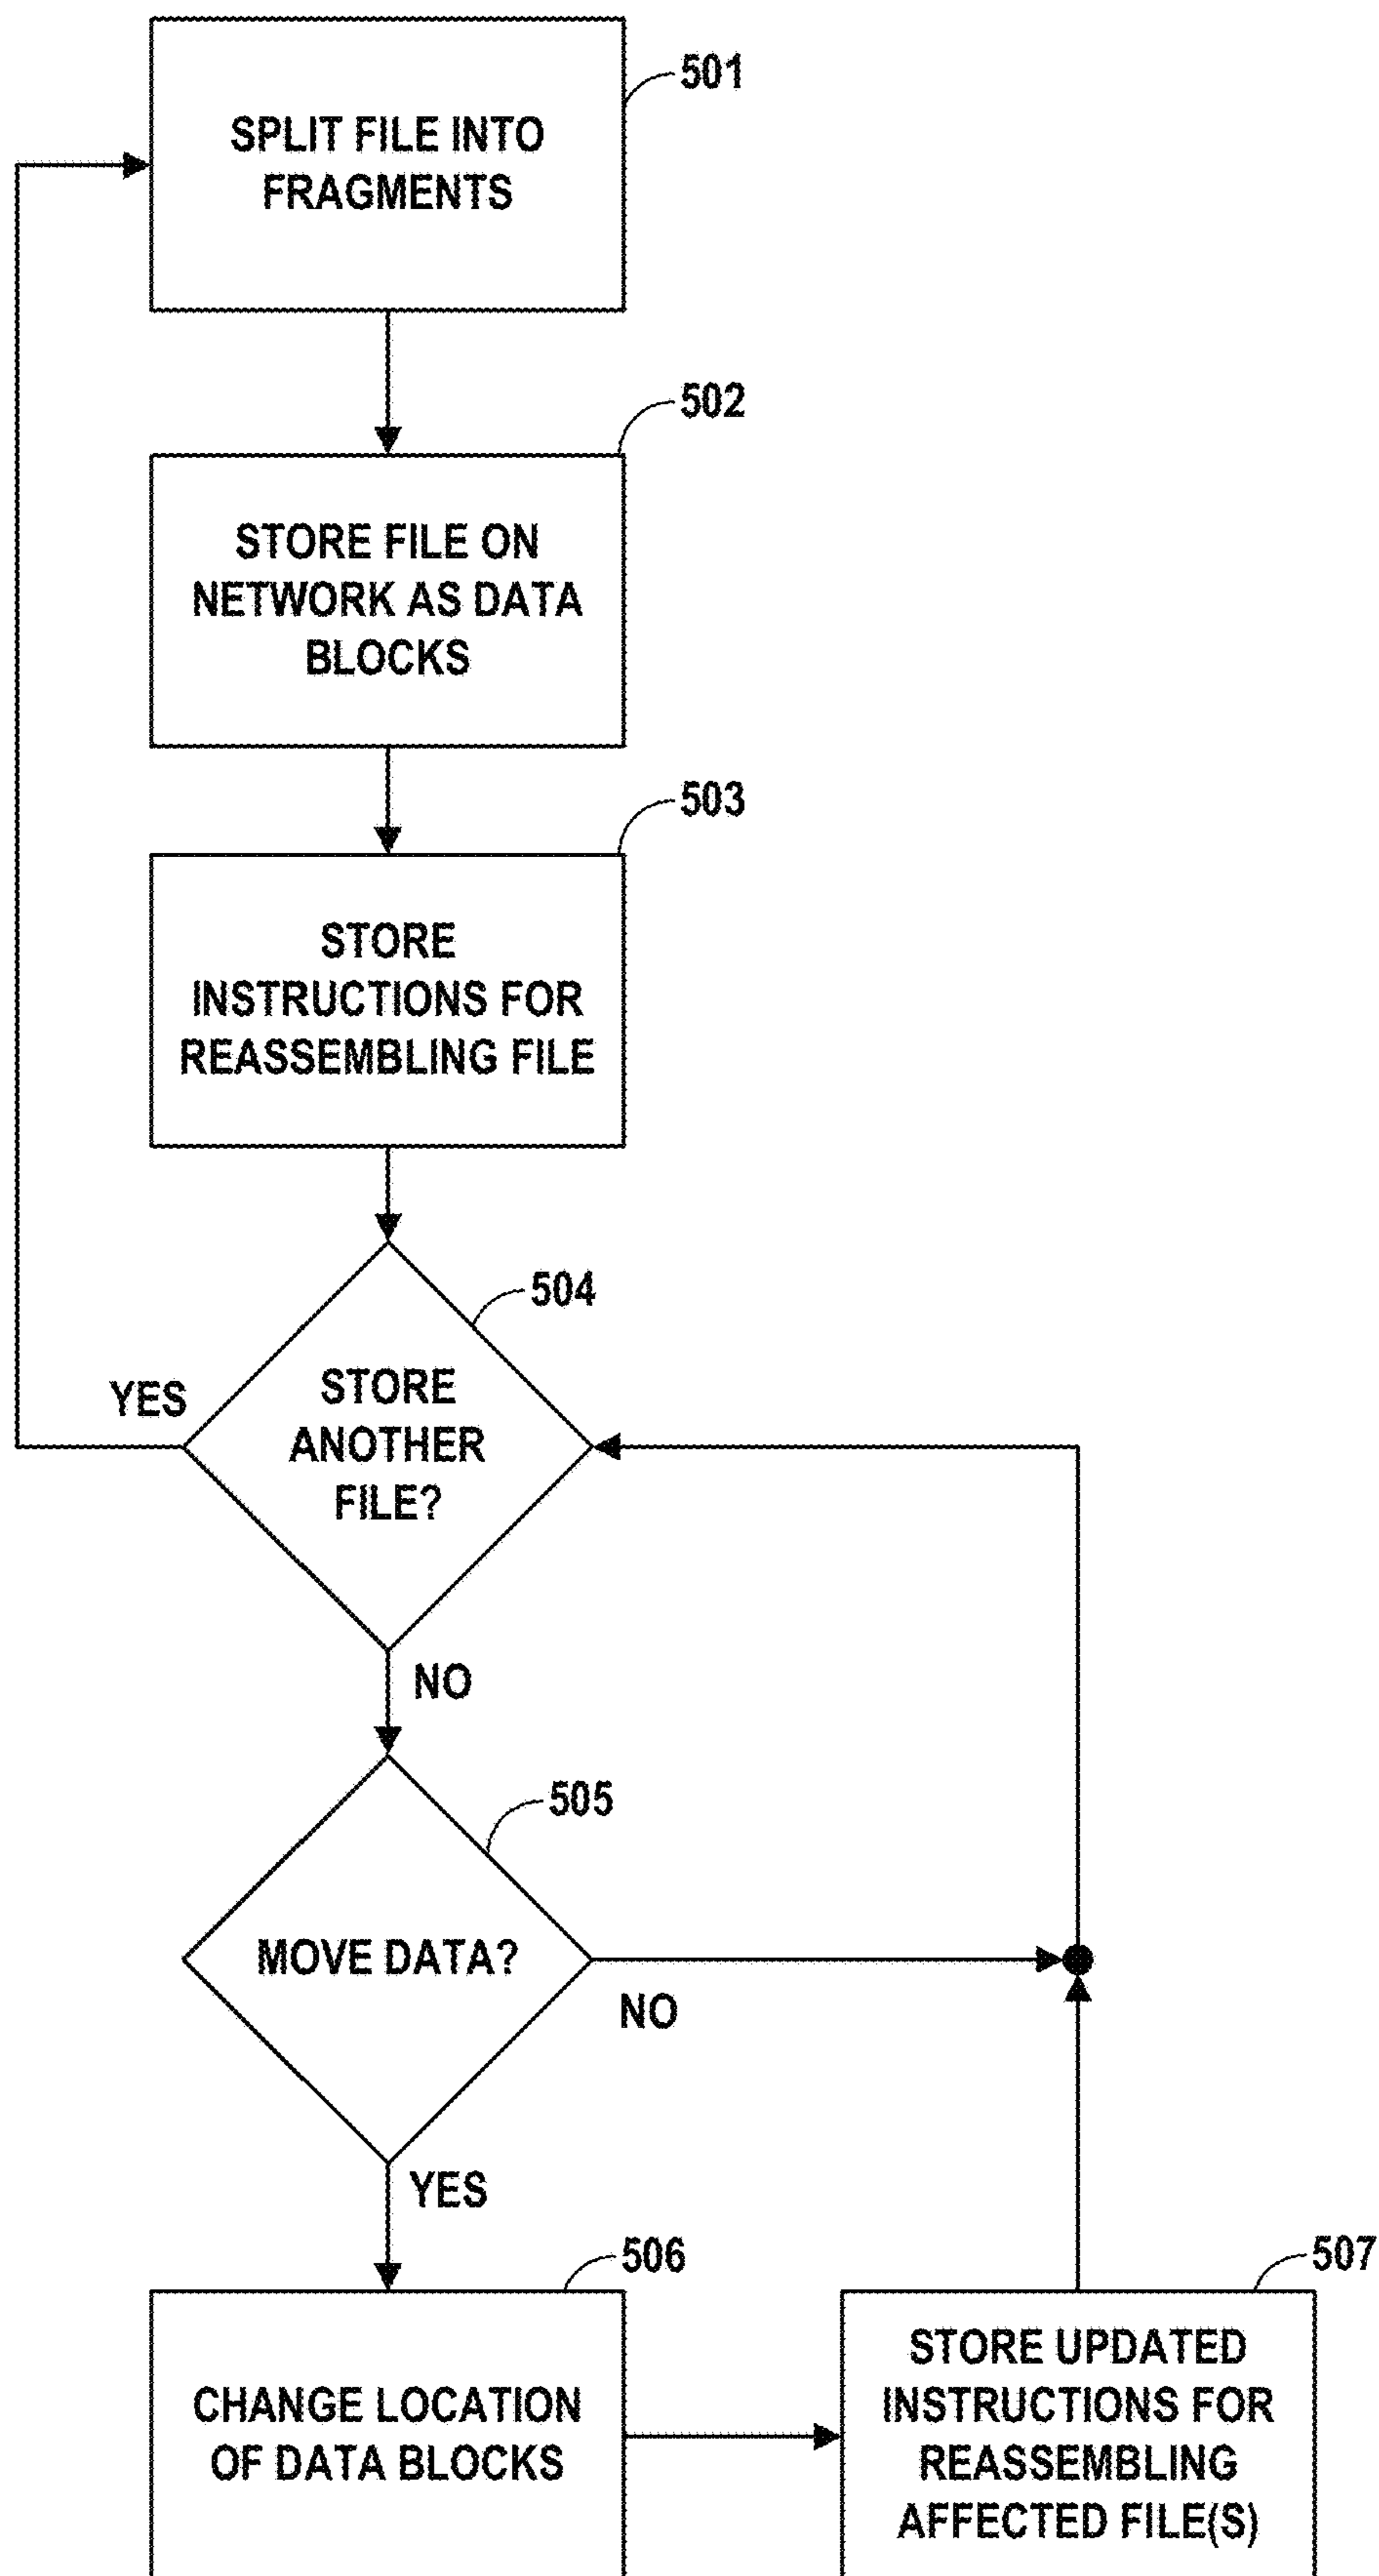 501
SPLIT FILE INTO
FRAGMENTS
502
STORE FILE ON
NETWORK AS DATA
BLOCKS
503
STORE
INSTRUCTIONS FOR
REASSEMBLING FILE
504
YES
STORE
ANOTHER
FILE?
NO
505
MOVE DATA?
NO
YES
506
CHANGE LOCATION
OF DATA BLOCKS
507
STORE UPDATED
INSTRUCTIONS FOR
REASSEMBLING
AFFECTED FILE(S)